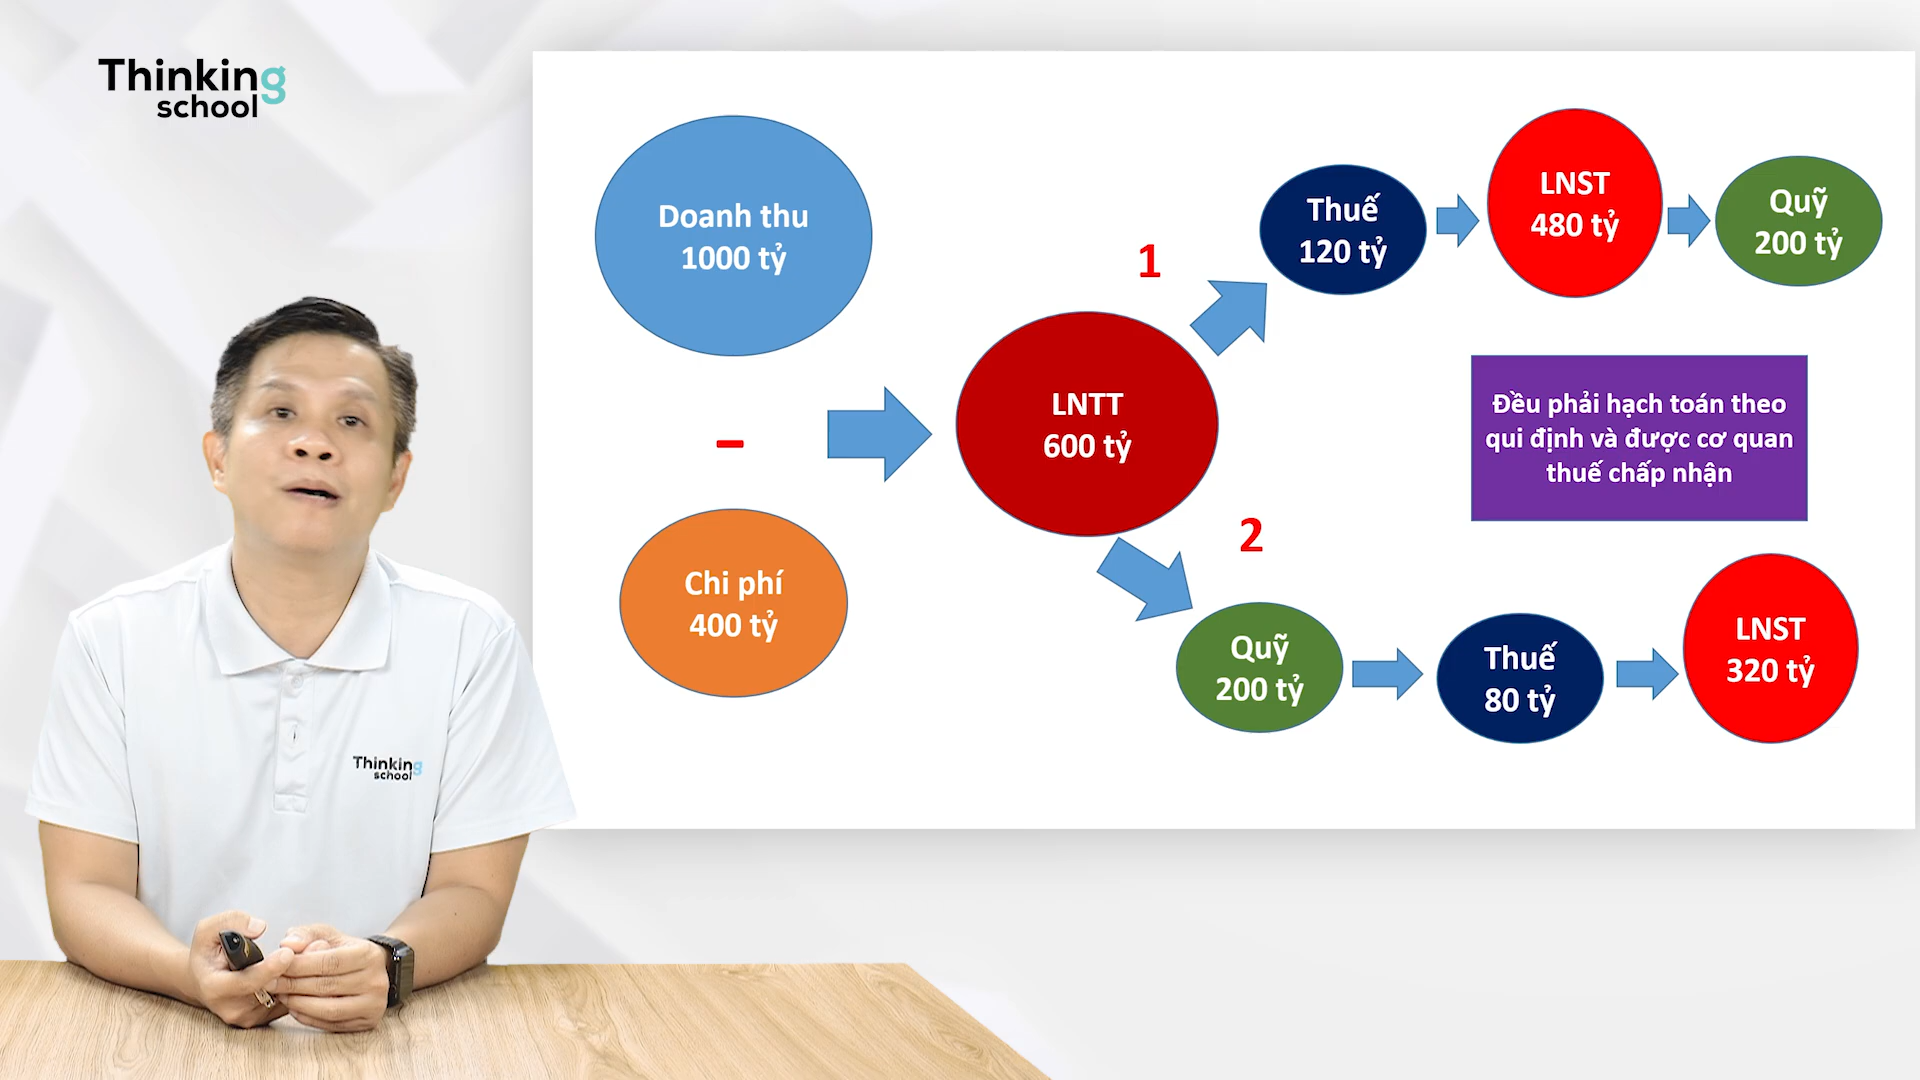 Thinking
school
Doanh thu
1000 tỷ
–
Chi phí
400 tỷ
LNTT
600 tỷ
1
Thuế
120 tỷ
LNST
480 tỷ
Quỹ
200 tỷ
Đều phải hạch toán theo
qui định và được cơ quan
thuế chấp nhận
2
Quỹ
200 tỷ
Thuế
80 tỷ
LNST
320 tỷ
Thinking
school